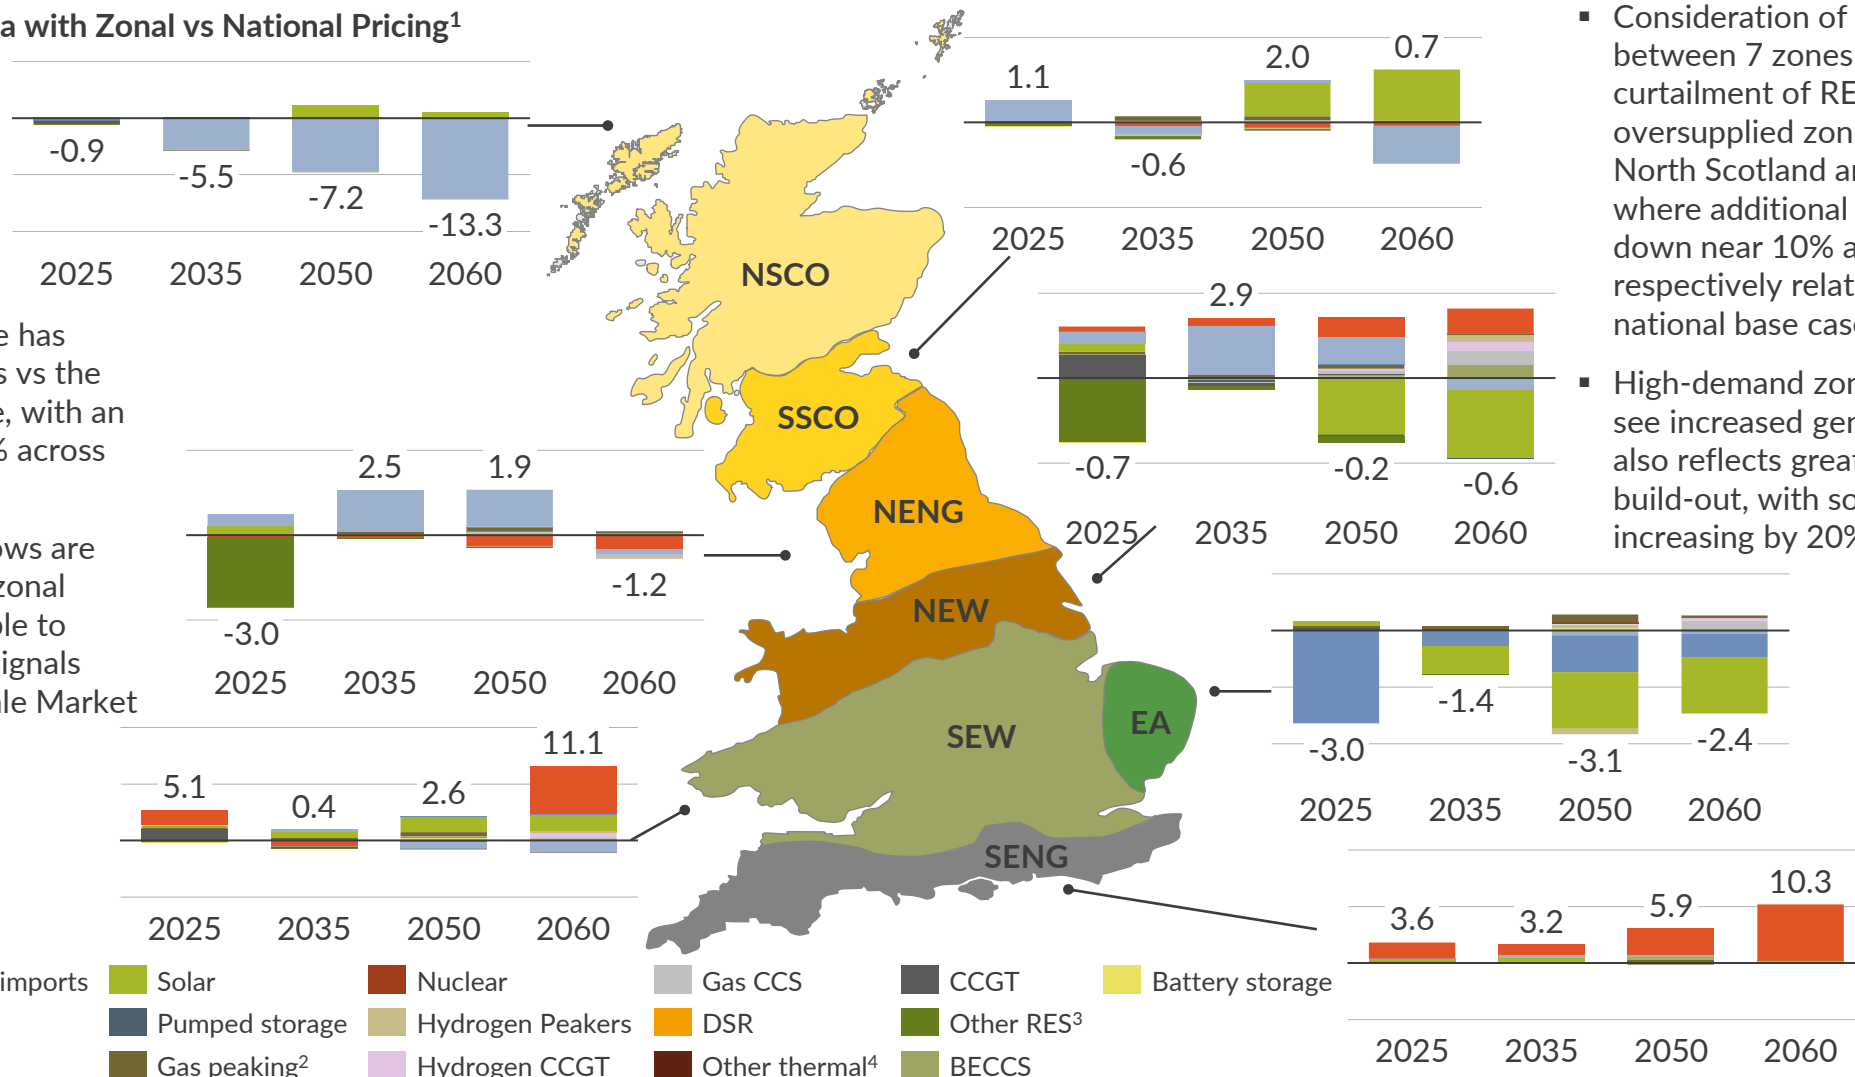 a with Zonal vs National Pricing¹
-0.9
-5.5
-7.2
-13.3
2025 2035 2050 2060
1.1
-0.6
2.0
0.7
2025 2035 2050 2060
Consideration of
between 7 zones
curtailment of RE
oversupplied zon
North Scotland a
where additional
down near 10% a
respectively relat
national base cas
High-demand zo
see increased gen
also reflects great
build-out, with so
increasing by 20%
e has
s vs the
e, with an
% across
ows are
zonal
ole to
signals
le Market
2.9
-0.7
-0.2
-0.6
2025 2035 2050 2060
2.5
1.9
-3.0
-1.2
2025 2035 2050 2060
-3.0
-1.4
-3.1
-2.4
2025 2035 2050 2060
5.1
0.4
2.6
11.1
2025 2035 2050 2060
3.6
3.2
5.9
10.3
2025 2035 2050 2060
NSCO
SSCO
NENG
NEW
SEW
EA
SENG
imports Solar Nuclear Gas CCS CCGT Battery storage
Pumped storage Hydrogen Peakers DSR Other RES³
Gas peaking² Hydrogen CCGT Other thermal⁴ BECCS